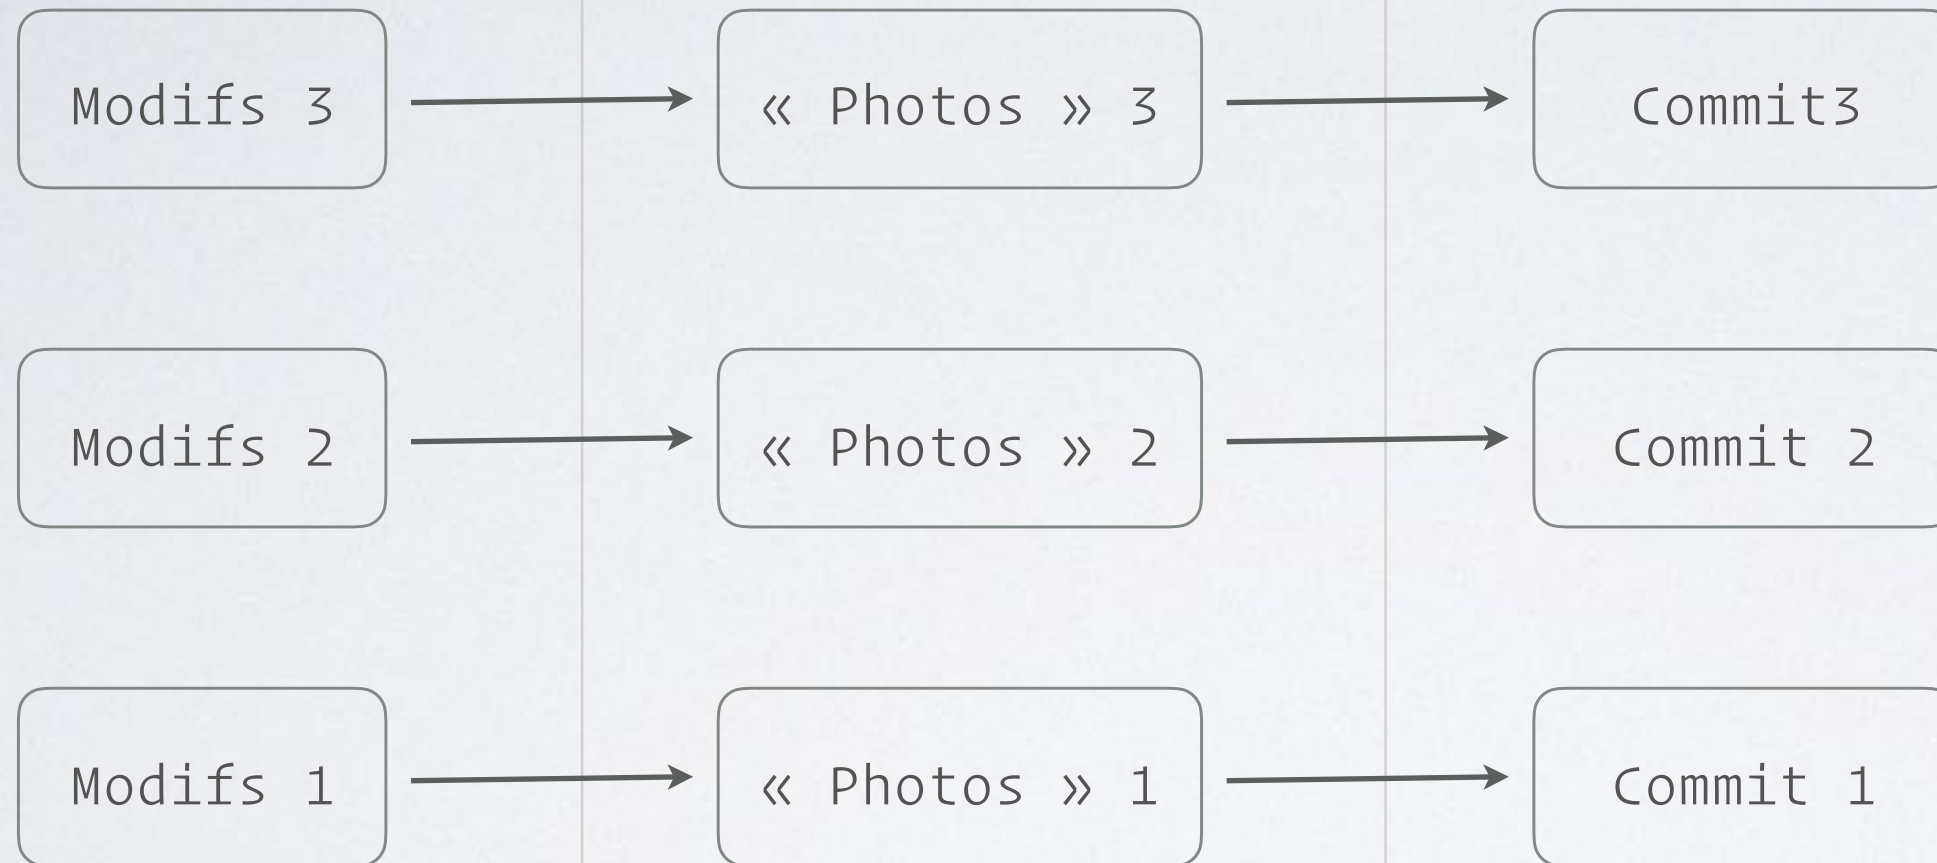 Modifs 3
« Photos » 3
Commit3
Modifs 2
« Photos » 2
Commit 2
Modifs 1
« Photos » 1
Commit 1